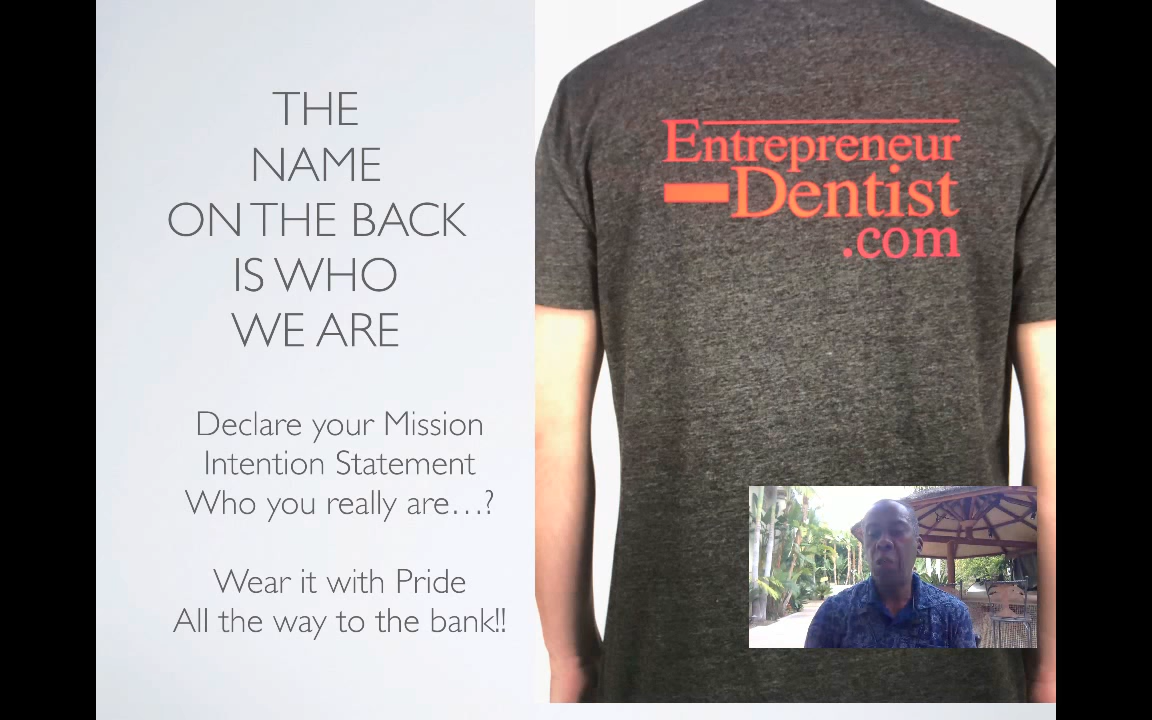 THE
NAME
ON THE BACK
IS WHO
WE ARE
Declare your Mission
Intention Statement
Who you really are…?
Wear it with Pride
All the way to the bank!!
Entrepreneur
Dentist
.com